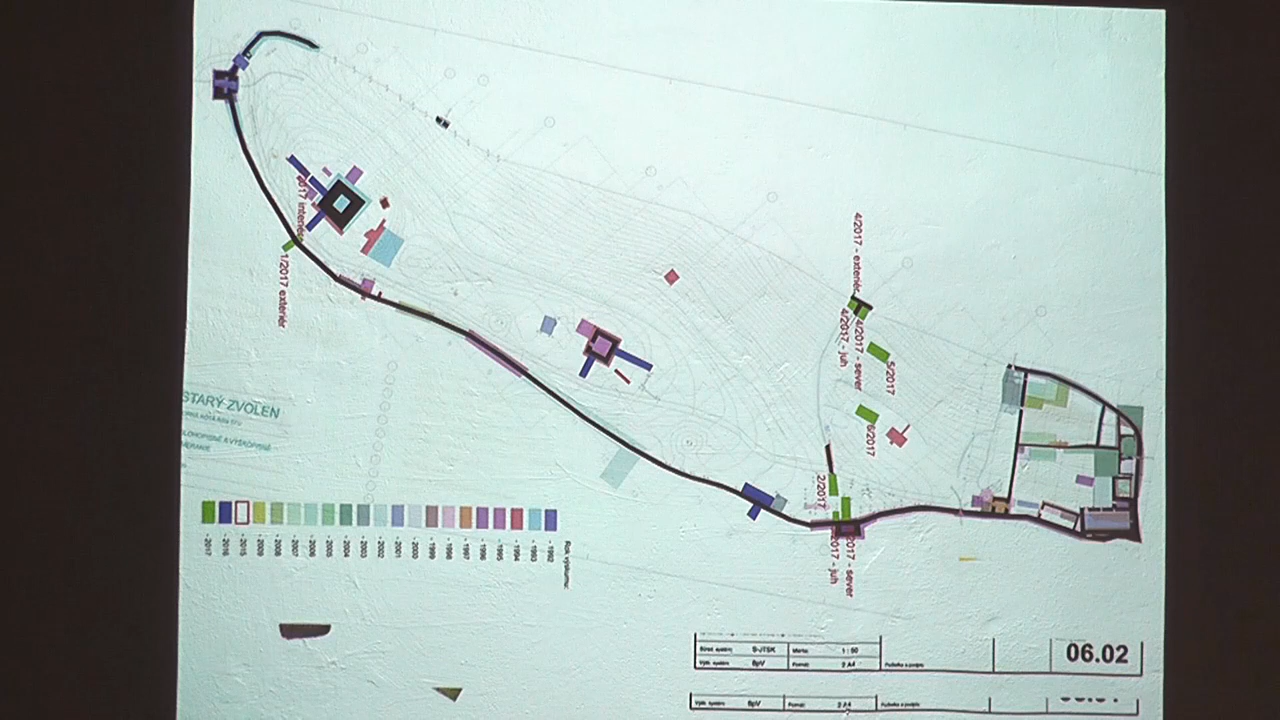 2017 interiér
1/2017 exteriér
4/2017 - exteriér
4/2017 - juh
4/2017 - sever
5/2017
6/2017
2/2017
2017 - juh
2017 - sever
STARÝ ZVOLEN
- 2017
- 2016
- 2015
- 2009
- 2008
- 2007
- 2006
- 2005
- 2004
- 2003
- 2002
- 2001
- 2000
- 1999
- 1998
- 1997
- 1996
- 1995
- 1994
- 1993
- 1992
Rok výskumu:
S-JTSK
1 : 50
BpV
2 A4
06.02
BpV
2 A4